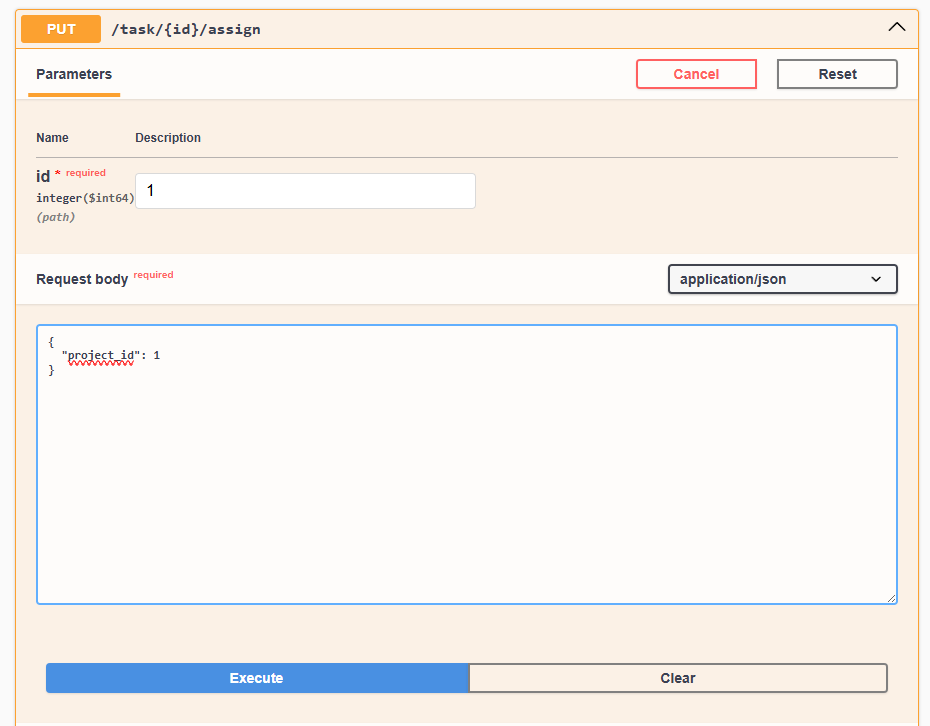 PUT /task/{id}/assign
Parameters Cancel Reset
Name Description
id * required 1
integer($int64)
(path)
Request body required application/json
{
  "project_id": 1
}
Execute Clear